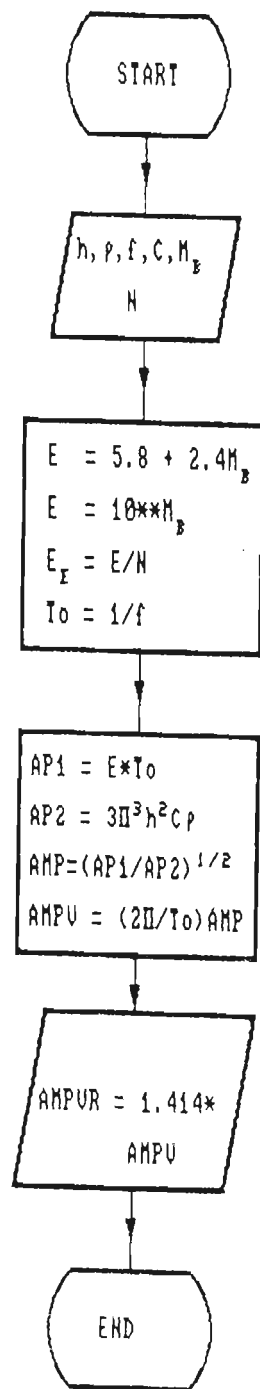 START
h, ρ, f, C, M_B
N
E = 5.8 + 2.4M_B
E = 10**M_B
E_I = E/N
To = 1/f
AP1 = E*To
AP2 = 3Π³h²Cρ
AMP=(AP1/AP2)^1/2
AMPV = (2Π/To)AMP
AMPVR = 1.414*
AMPV
END